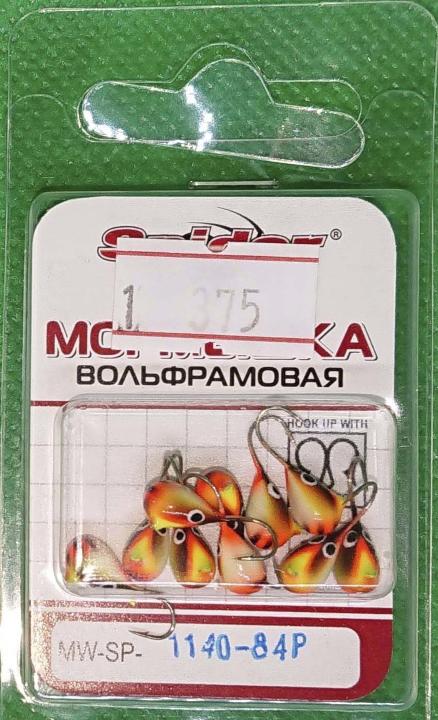 Spider®
1 375
МОРМЫШКА
ВОЛЬФРАМОВАЯ
HOOK UP WITH
MW-SP- 1140-84P